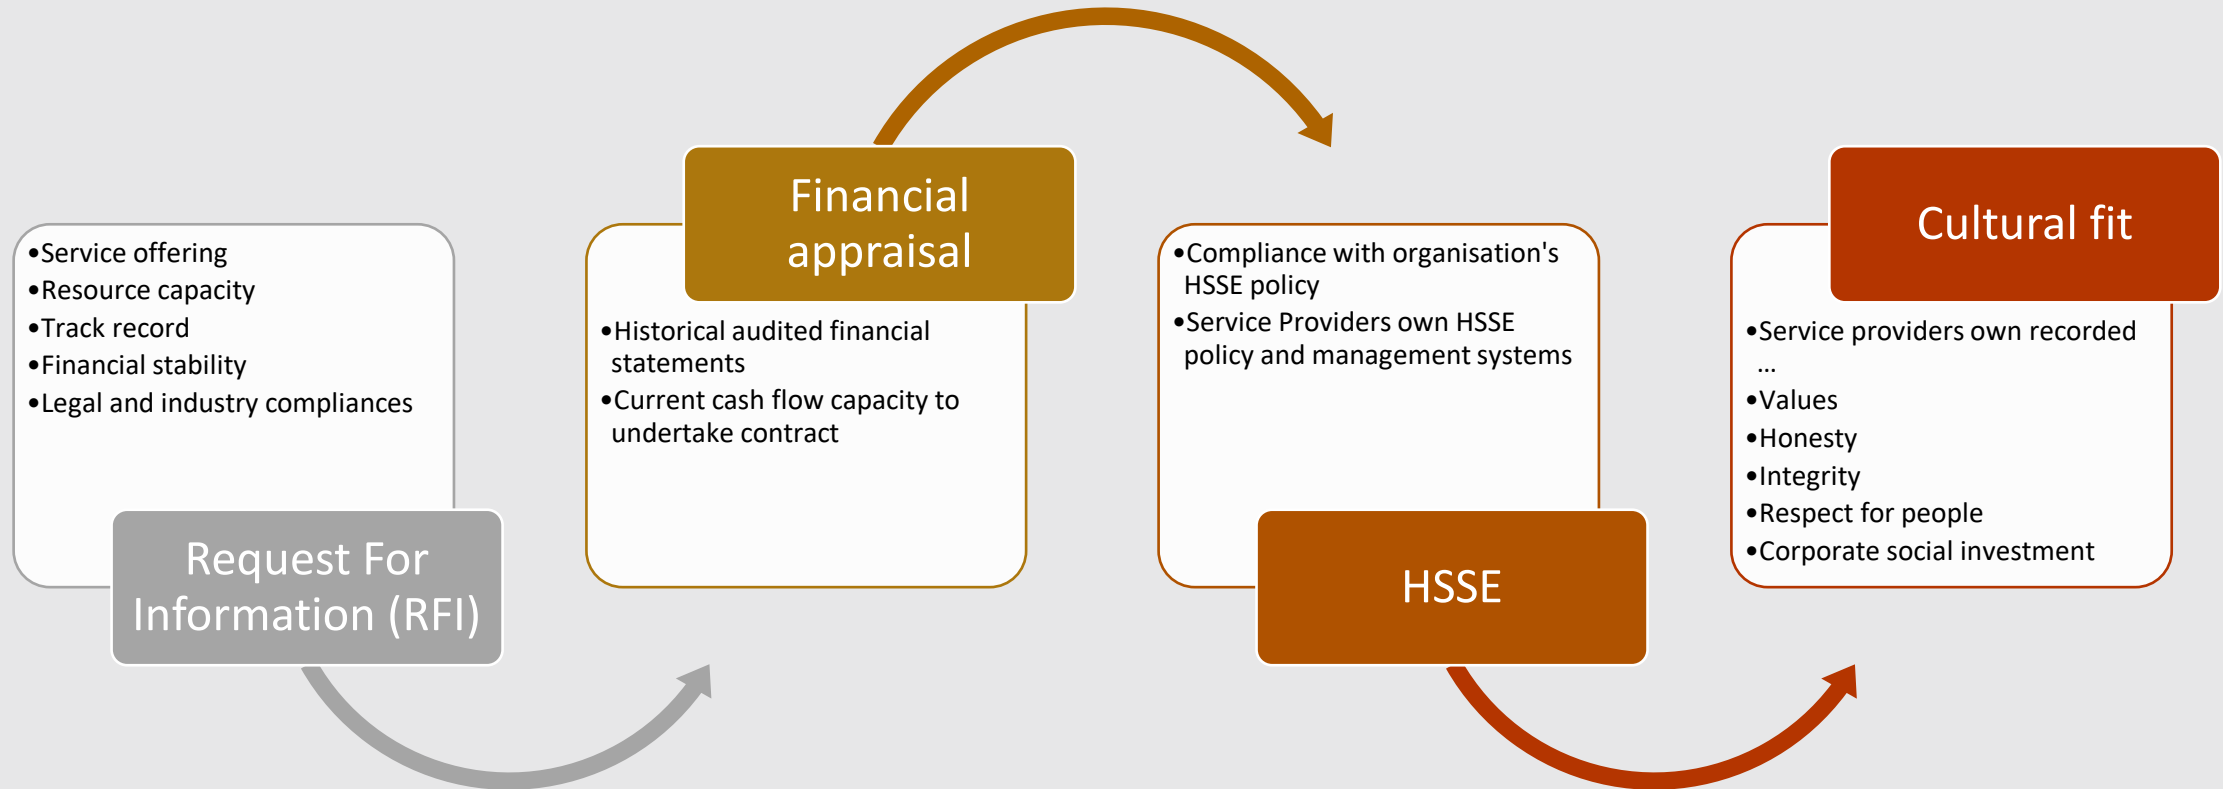 •Service offering
•Resource capacity
•Track record
•Financial stability
•Legal and industry compliances
Request For
Information (RFI)
Financial
appraisal
•Historical audited financial
statements
•Current cash flow capacity to
undertake contract
•Compliance with organisation's
HSSE policy
•Service Providers own HSSE
policy and management systems
HSSE
Cultural fit
•Service providers own recorded
...
•Values
•Honesty
•Integrity
•Respect for people
•Corporate social investment